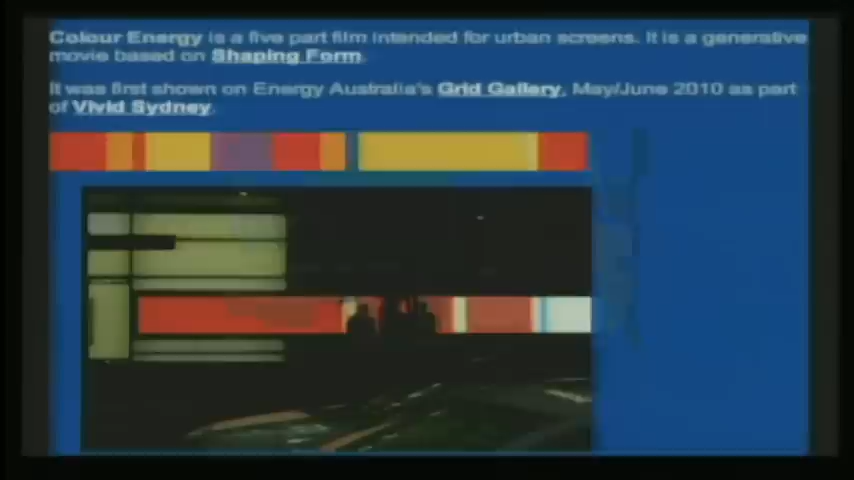 Colour Energy is a five part film intended for urban screens. It is a generative
movie based on Shaping Form.
It was first shown on Energy Australia's Grid Gallery, May/June 2010 as part
of Vivid Sydney.